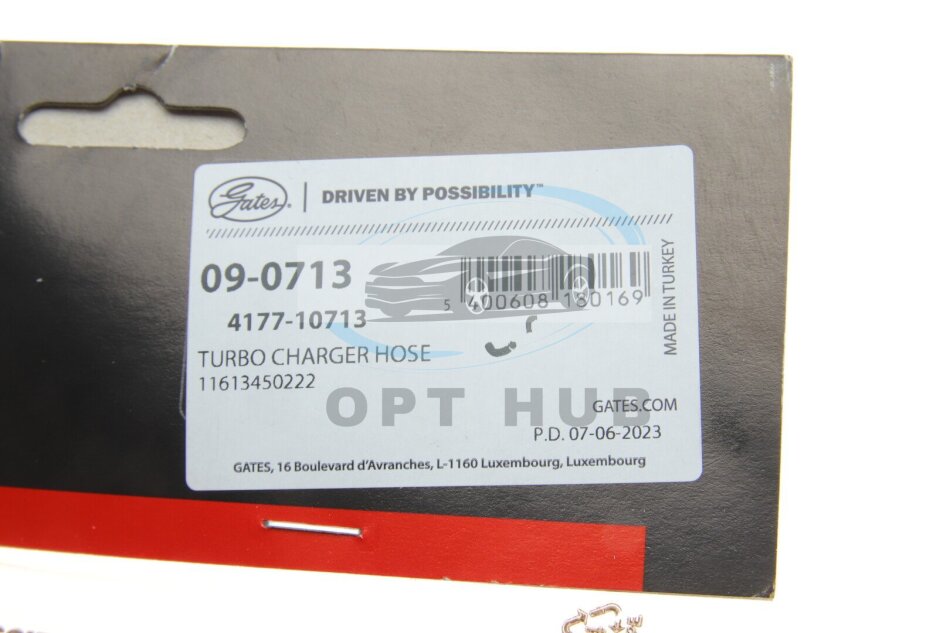 Gates® | DRIVEN BY POSSIBILITY™
09-0713
5 400608 180169
4177-10713
MADE IN TURKEY
TURBO CHARGER HOSE
11613450222
OPT HUB
GATES.COM
P.D. 07-06-2023
GATES, 16 Boulevard d'Avranches, L-1160 Luxembourg, Luxembourg